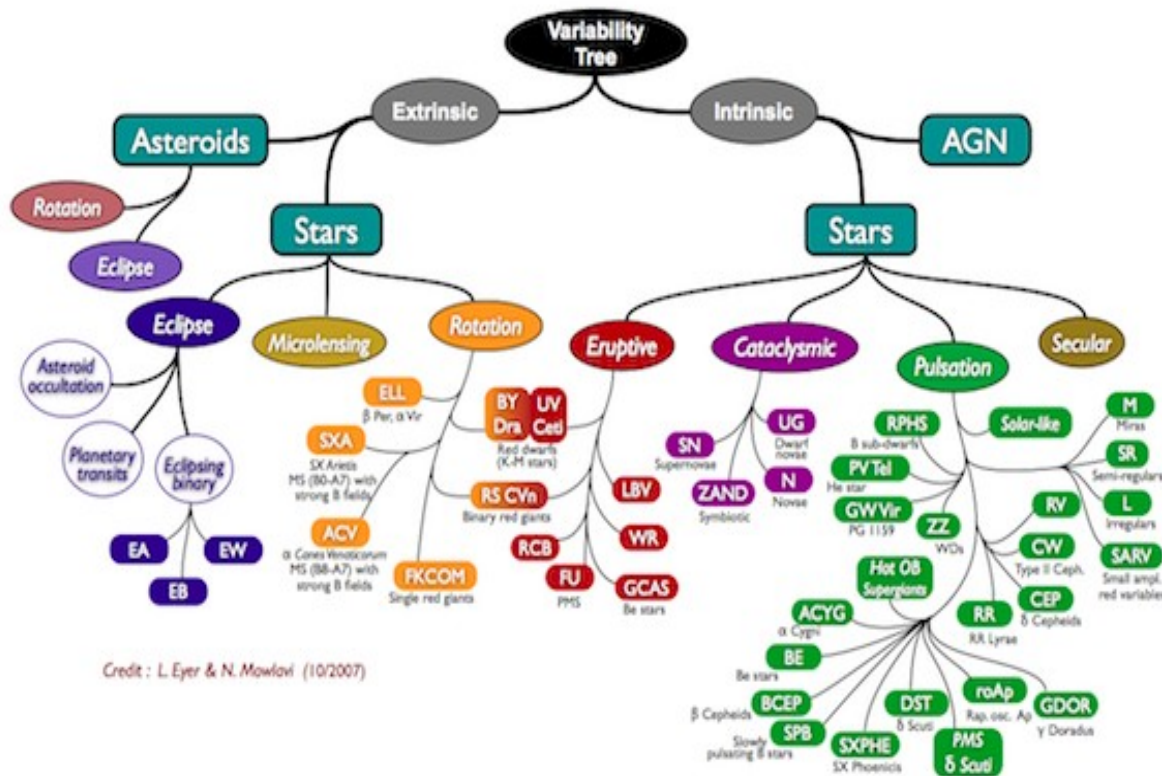 Variability
Tree
Extrinsic
Intrinsic
Asteroids
AGN
Rotation
Eclipse
Stars
Stars
Eclipse
Microlensing
Rotation
Eruptive
Cataclysmic
Pulsation
Secular
Asteroid
occultation
Planetary
transits
Eclipsing
binary
EA
EB
EW
ELL
β Per, α Vir
SXA
SX Arietis
MS (B0-A7) with
strong B fields
ACV
α Canes Venaticorum
MS (B8-A7) with
strong B fields
FKCOM
Single red giants
BY
Dra
UV
Ceti
Red dwarfs
(K-M stars)
RS CVn
Binary red giants
LBV
WR
RCB
FU
PMS
GCAS
Be stars
SN
Supernovae
ZAND
Symbiotic
UG
Dwarf
novae
N
Novae
RPHS
B sub-dwarfs
PV Tel
He star
GW Vir
PG 1159
ZZ
WDs
Solar-like
M
Miras
SR
Semi-regulars
L
Irregulars
SARV
Small ampl.
red variables
RV
CW
Type II Ceph.
CEP
δ Cepheids
RR
RR Lyrae
Hot OB
Supergiants
ACYG
α Cygni
BE
Be stars
BCEP
β Cepheids
SPB
Slowly
pulsating B stars
SXPHE
SX Phoenicis
DST
δ Scuti
PMS
δ Scuti
roAp
Rap. osc. Ap
GDOR
γ Doradus
Credit : L. Eyer & N. Mowlavi (10/2007)